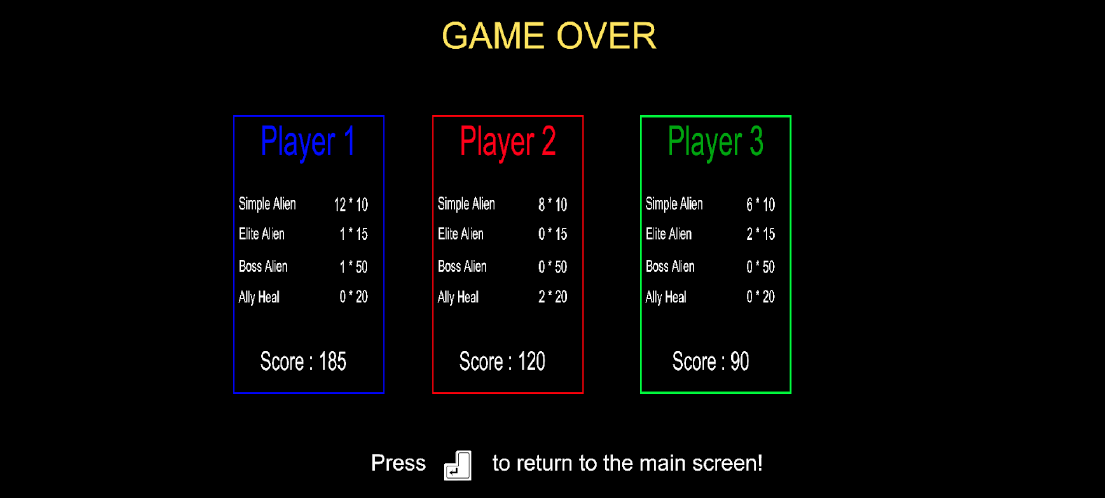 GAME OVER
Player 1
Simple Alien 12 * 10
Elite Alien 1 * 15
Boss Alien 1 * 50
Ally Heal 0 * 20
Score : 185
Player 2
Simple Alien 8 * 10
Elite Alien 0 * 15
Boss Alien 0 * 50
Ally Heal 2 * 20
Score : 120
Player 3
Simple Alien 6 * 10
Elite Alien 2 * 15
Boss Alien 0 * 50
Ally Heal 0 * 20
Score : 90
Press to return to the main screen!